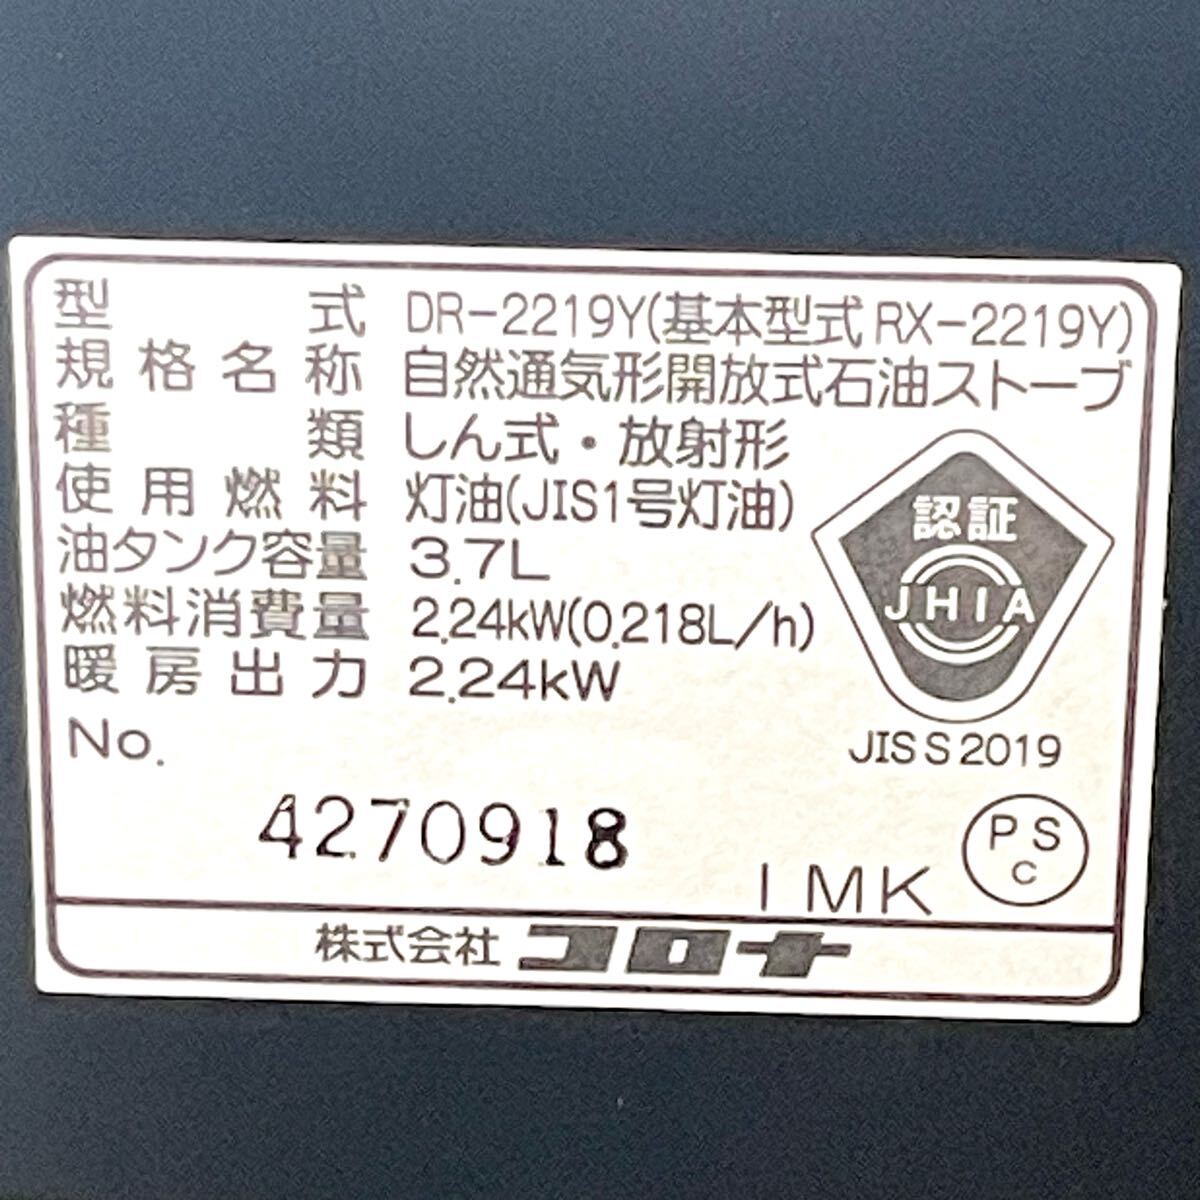 型式 DR-2219Y(基本型式 RX-2219Y)
規格名称 自然通気形開放式石油ストーブ
種類 しん式・放射形
使用燃料 灯油(JIS1号灯油)
油タンク容量 3.7L
燃料消費量 2.24kW(0.218L/h)
暖房出力 2.24kW
認証
JHIA
JIS S 2019
No.
4270918
PS
C
1 MK
株式会社 コロナ